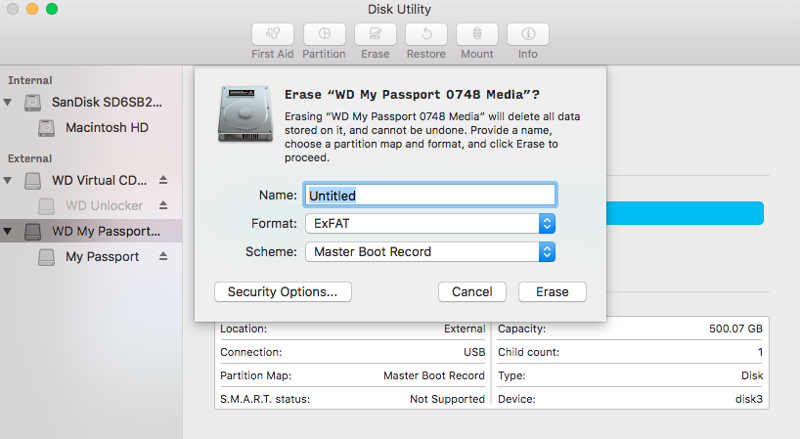 Disk Utility
First Aid
Partition
Erase
Restore
Mount
Info
Internal
SanDisk SD6SB2...
Macintosh HD
External
WD Virtual CD...
WD Unlocker
WD My Passport...
My Passport
Erase “WD My Passport 0748 Media”?
Erasing “WD My Passport 0748 Media” will delete all data
stored on it, and cannot be undone. Provide a name,
choose a partition map and format, and click Erase to
proceed.
Name: Untitled
Format: ExFAT
Scheme: Master Boot Record
Security Options...
Cancel
Erase
Location: External
Capacity: 500.07 GB
Connection: USB
Child count: 1
Partition Map: Master Boot Record
Type: Disk
S.M.A.R.T. status: Not Supported
Device: disk3